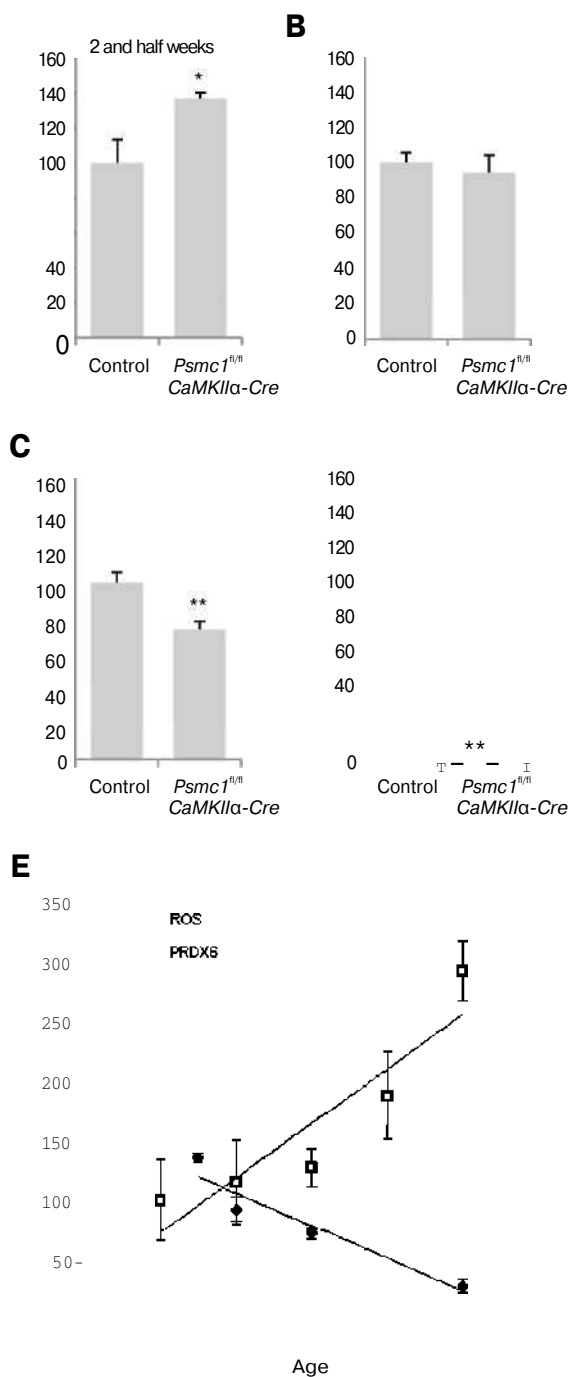 2 and half weeks
160
140
120
100
40
20
0
*
Control
Psmc1fl/fl
CaMKIIα-Cre
B
160
140
120
100
80
60
40
20
0
Control
Psmc1fl/fl
CaMKIIα-Cre
C
160
140
120
100
80
60
40
20
0
**
Control
Psmc1fl/fl
CaMKIIα-Cre
160
140
120
100
80
60
40
0
**
Control
Psmc1fl/fl
CaMKIIα-Cre
E
350
300
250
200
150
100
50-
ROS
PRDX6
Age